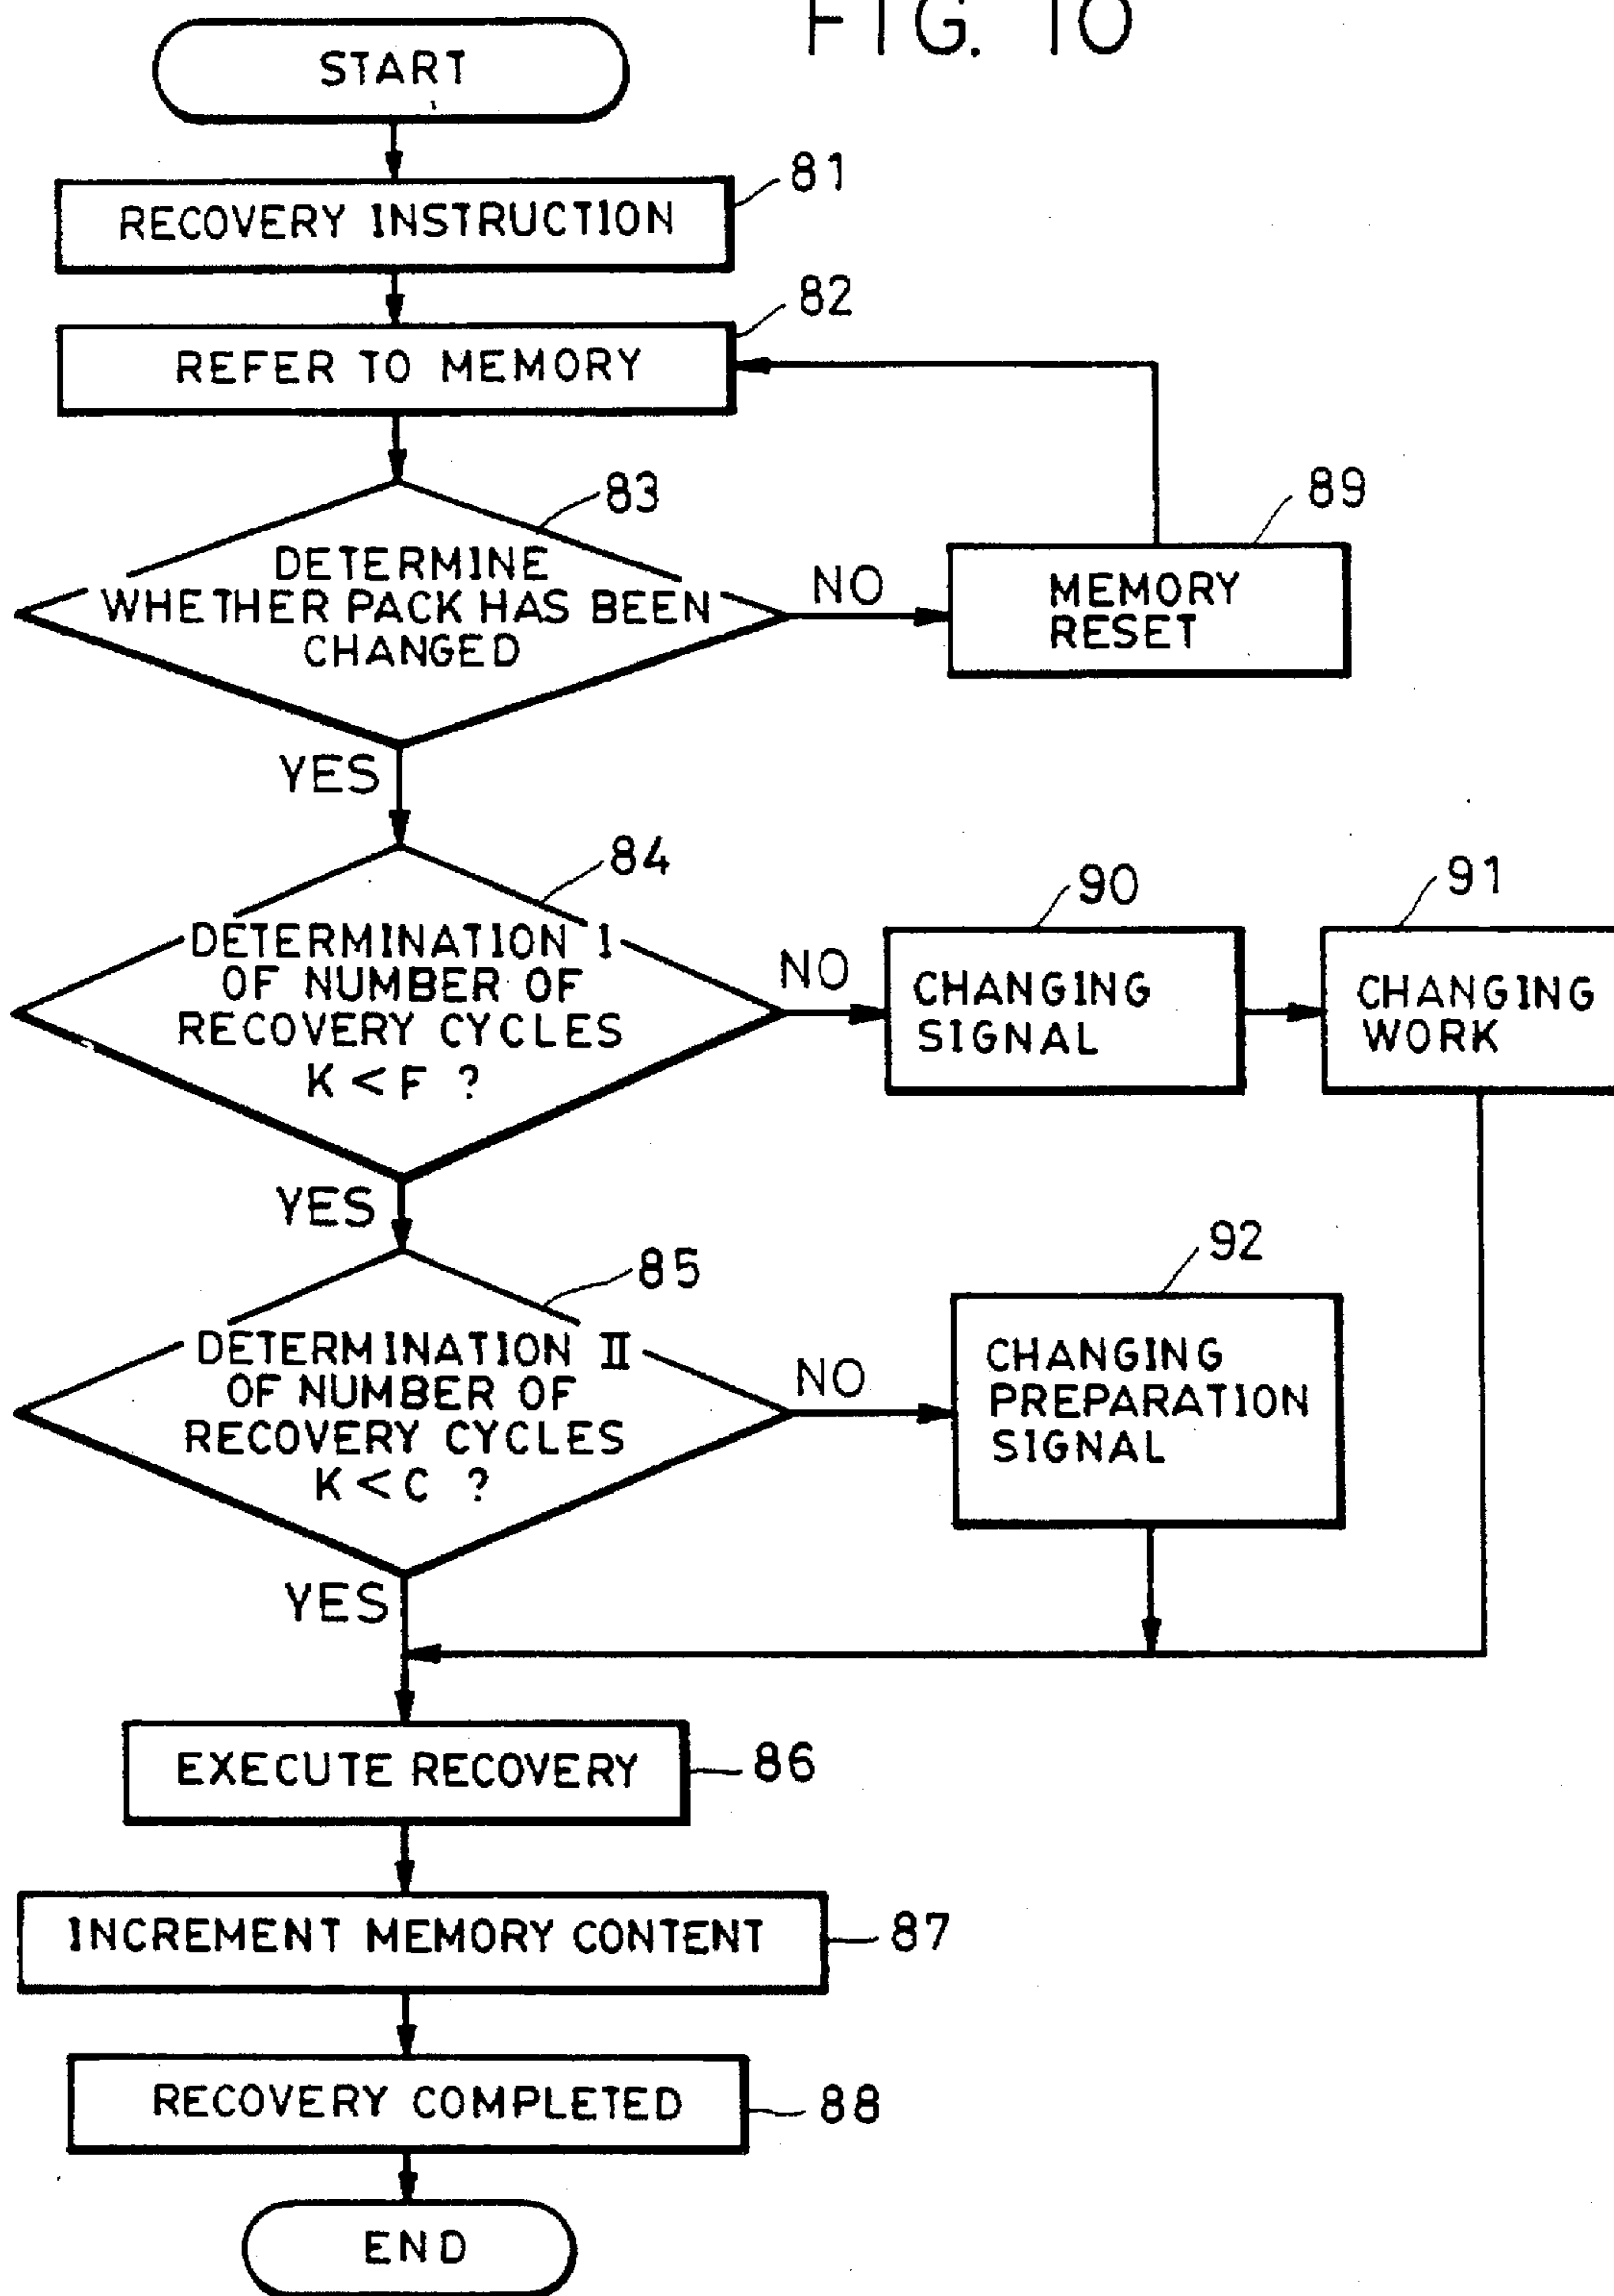 FIG. 10
START
81
RECOVERY INSTRUCTION
82
REFER TO MEMORY
83
DETERMINE
WHETHER PACK HAS BEEN
CHANGED
NO
89
MEMORY
RESET
YES
84
DETERMINATION I
OF NUMBER OF
RECOVERY CYCLES
K < F ?
NO
90
CHANGING
SIGNAL
91
CHANGING
WORK
YES
85
DETERMINATION II
OF NUMBER OF
RECOVERY CYCLES
K < C ?
NO
92
CHANGING
PREPARATION
SIGNAL
YES
EXECUTE RECOVERY
86
INCREMENT MEMORY CONTENT
87
RECOVERY COMPLETED
88
END